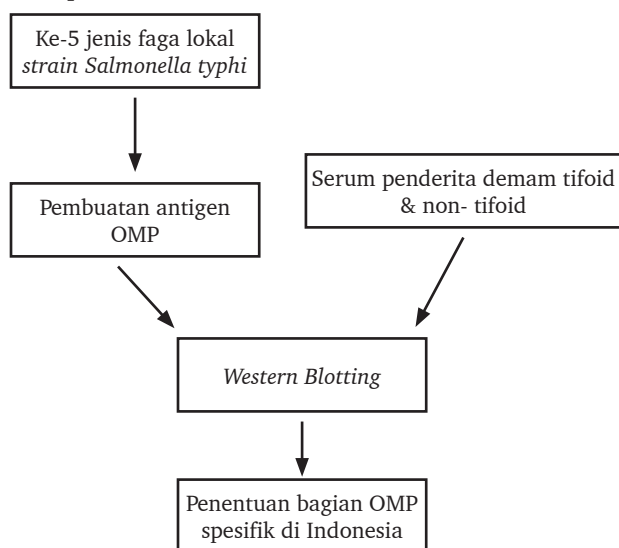 Ke-5 jenis faga lokal
strain Salmonella typhi
Pembuatan antigen
OMP
Serum penderita demam tifoid
& non- tifoid
Western Blotting
Penentuan bagian OMP
spesifik di Indonesia